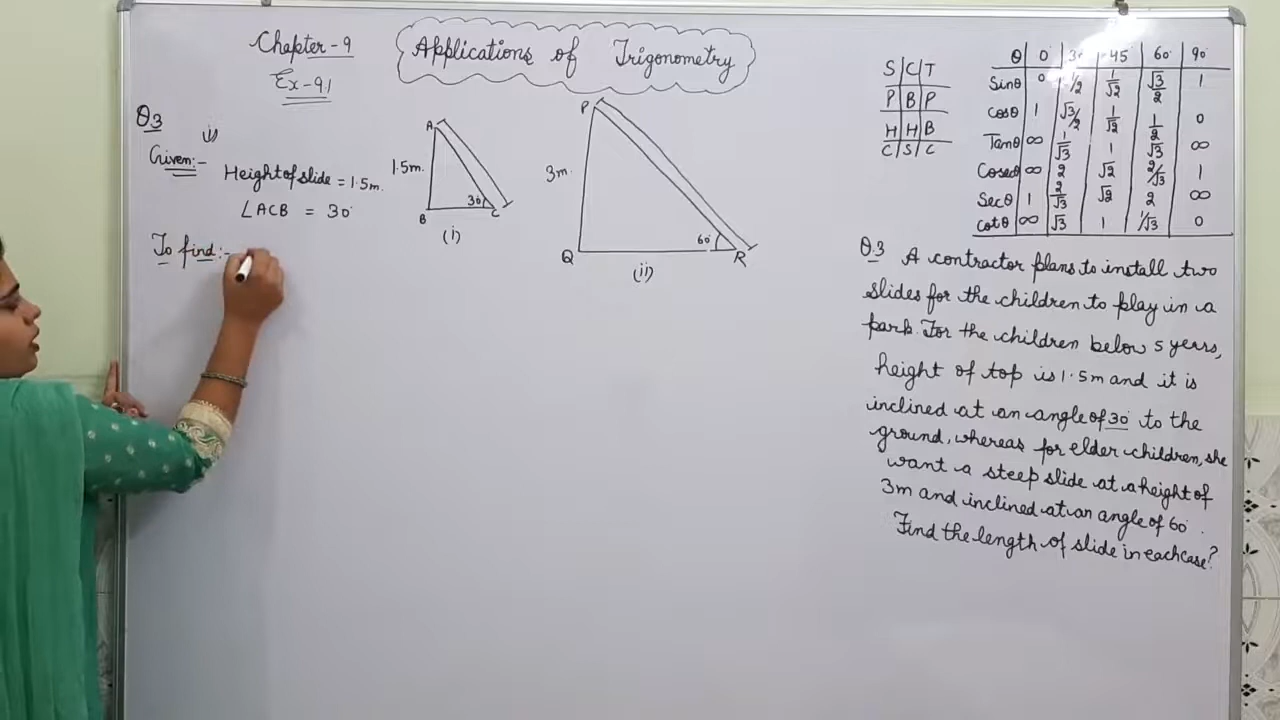 Chapter-9
Ex-91
Applications of Trigonometry
Q3
i)
Given:-
Height of slide = 1.5m.
∠ACB = 30°
To find:-
A
1.5m.
B
30°
C
(i)
P
3m.
Q
60°
R
(ii)
S | C | T
P | B | P
H | H | B
C | S | C
θ | 0° | 30° | 45° | 60° | 90°
Sinθ | 0 | 1/2 | 1/√2 | √3/2 | 1
cosθ | 1 | √3/2 | 1/√2 | 1/2 | 0
Tanθ | ∞ | 1/√3 | 1 | √3 | ∞
Cosecθ | ∞ | 2 | √2 | 2/√3 | 1
Secθ | 1 | 2/√3 | √2 | 2 | ∞
cotθ | ∞ | √3 | 1 | 1/√3 | 0
Q.3 A contractor plans to install two
slides for the children to play in a
park. For the children below 5 years,
height of top is 1.5m and it is
inclined at an angle of 30° to the
ground, whereas for elder children, she
want a steep slide at a height of
3m and inclined at an angle of 60°.
Find the length of slide in each case?